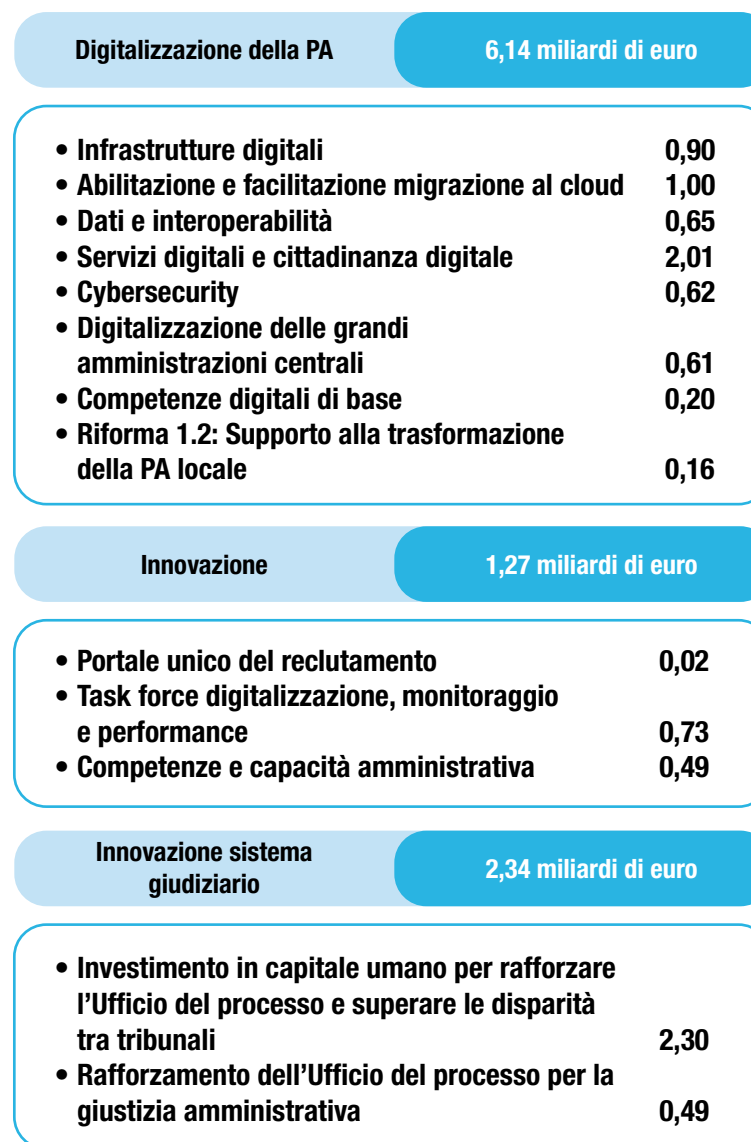 Digitalizzazione della PA 6,14 miliardi di euro
• Infrastrutture digitali 0,90
• Abilitazione e facilitazione migrazione al cloud 1,00
• Dati e interoperabilità 0,65
• Servizi digitali e cittadinanza digitale 2,01
• Cybersecurity 0,62
• Digitalizzazione delle grandi
amministrazioni centrali 0,61
• Competenze digitali di base 0,20
• Riforma 1.2: Supporto alla trasformazione
della PA locale 0,16
Innovazione 1,27 miliardi di euro
• Portale unico del reclutamento 0,02
• Task force digitalizzazione, monitoraggio
e performance 0,73
• Competenze e capacità amministrativa 0,49
Innovazione sistema
giudiziario 2,34 miliardi di euro
• Investimento in capitale umano per rafforzare
l’Ufficio del processo e superare le disparità
tra tribunali 2,30
• Rafforzamento dell’Ufficio del processo per la
giustizia amministrativa 0,49